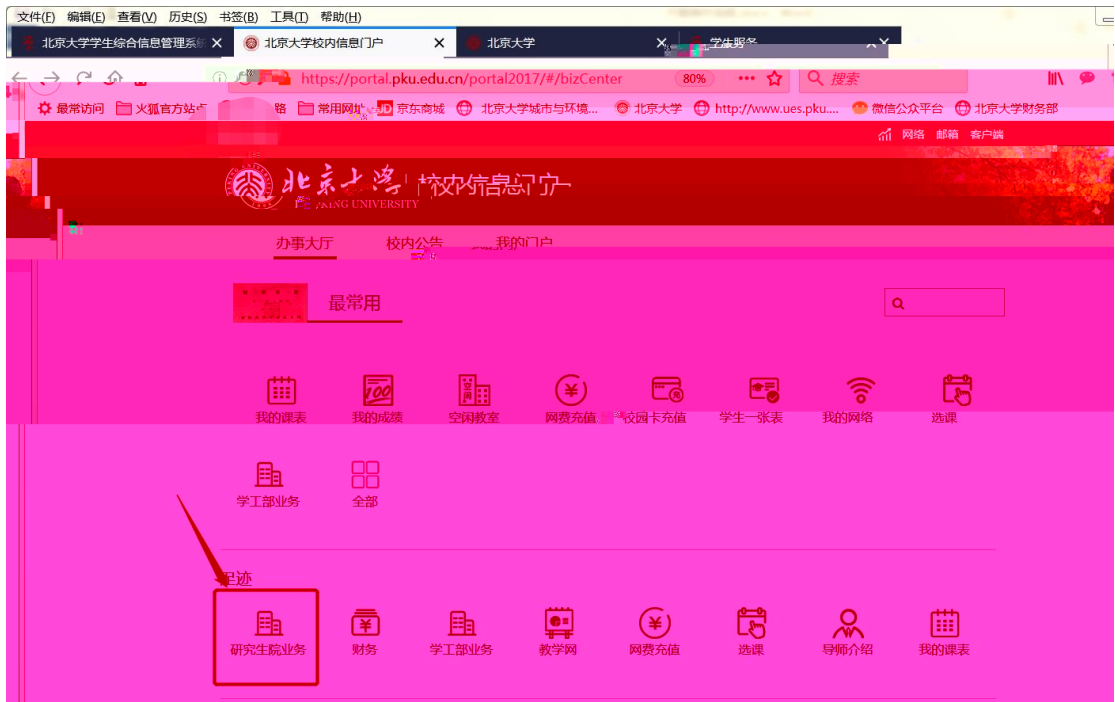 文件(F) 编辑(E) 查看(V) 历史(S) 书签(B) 工具(T) 帮助(H)
北京大学学生综合信息管理系统 北京大学校内信息门户 北京大学 学生服务
https://portal.pku.edu.cn/portal2017/#/bizCenter 80% 搜索
最常访问 火狐官方站点 路 常用网址 JD 京东商城 北京大学城市与环境... 北京大学 http://www.ues.pku.... 微信公众平台 北京大学财务部
网络 邮箱 客户端
北京大学 校内信息门户
PEKING UNIVERSITY
办事大厅 校内公告 我的门户
最常用
我的课表 我的成绩 空闲教室 网费充值 校园卡充值 学生一张表 我的网络 选课
学工部业务 全部
足迹
研究生院业务 财务 学工部业务 教学网 网费充值 选课 导师介绍 我的课表